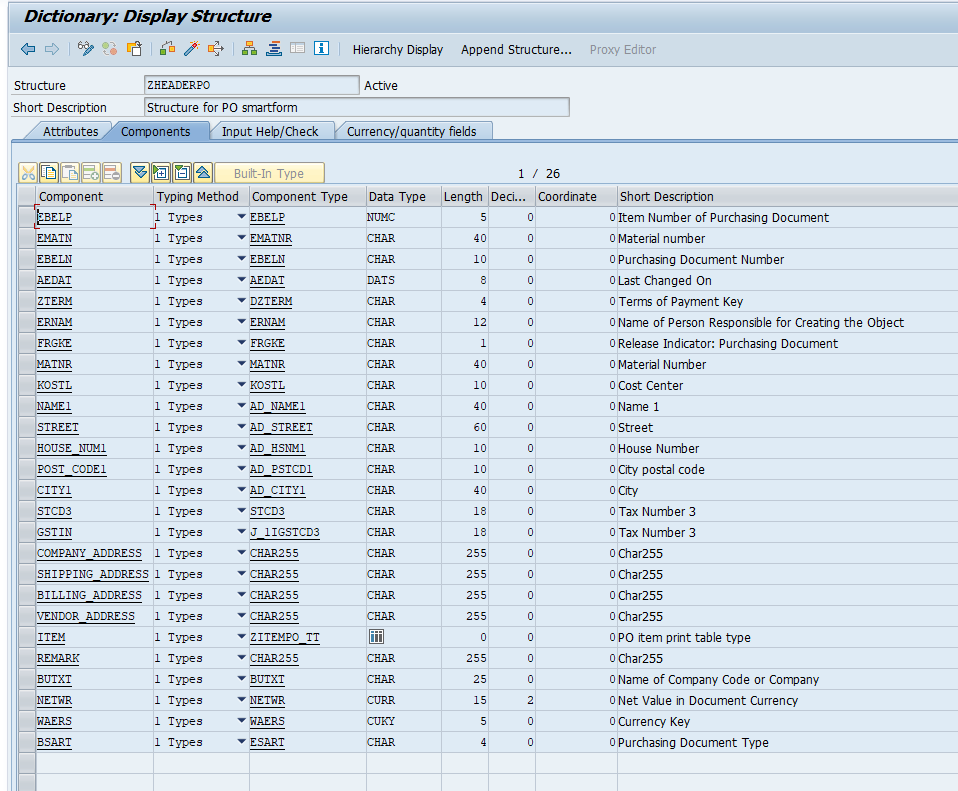 Dictionary: Display Structure
Hierarchy Display Append Structure... Proxy Editor
Structure ZHEADERPO Active
Short Description Structure for PO smartform
Attributes Components Input Help/Check Currency/quantity fields
Built-In Type 1 / 26
Component Typing Method Component Type Data Type Length Deci... Coordinate Short Description
EBELP 1 Types EBELP NUMC 5 0 0 Item Number of Purchasing Document
EMATN 1 Types EMATNR CHAR 40 0 0 Material number
EBELN 1 Types EBELN CHAR 10 0 0 Purchasing Document Number
AEDAT 1 Types AEDAT DATS 8 0 0 Last Changed On
ZTERM 1 Types DZTERM CHAR 4 0 0 Terms of Payment Key
ERNAM 1 Types ERNAM CHAR 12 0 0 Name of Person Responsible for Creating the Object
FRGKE 1 Types FRGKE CHAR 1 0 0 Release Indicator: Purchasing Document
MATNR 1 Types MATNR CHAR 40 0 0 Material Number
KOSTL 1 Types KOSTL CHAR 10 0 0 Cost Center
NAME1 1 Types AD_NAME1 CHAR 40 0 0 Name 1
STREET 1 Types AD_STREET CHAR 60 0 0 Street
HOUSE_NUM1 1 Types AD_HSNM1 CHAR 10 0 0 House Number
POST_CODE1 1 Types AD_PSTCD1 CHAR 10 0 0 City postal code
CITY1 1 Types AD_CITY1 CHAR 40 0 0 City
STCD3 1 Types STCD3 CHAR 18 0 0 Tax Number 3
GSTIN 1 Types J_1IGSTCD3 CHAR 18 0 0 Tax Number 3
COMPANY_ADDRESS 1 Types CHAR255 CHAR 255 0 0 Char255
SHIPPING_ADDRESS 1 Types CHAR255 CHAR 255 0 0 Char255
BILLING_ADDRESS 1 Types CHAR255 CHAR 255 0 0 Char255
VENDOR_ADDRESS 1 Types CHAR255 CHAR 255 0 0 Char255
ITEM 1 Types ZITEMPO_TT 0 0 0 PO item print table type
REMARK 1 Types CHAR255 CHAR 255 0 0 Char255
BUTXT 1 Types BUTXT CHAR 25 0 0 Name of Company Code or Company
NETWR 1 Types NETWR CURR 15 2 0 Net Value in Document Currency
WAERS 1 Types WAERS CUKY 5 0 0 Currency Key
BSART 1 Types ESART CHAR 4 0 0 Purchasing Document Type